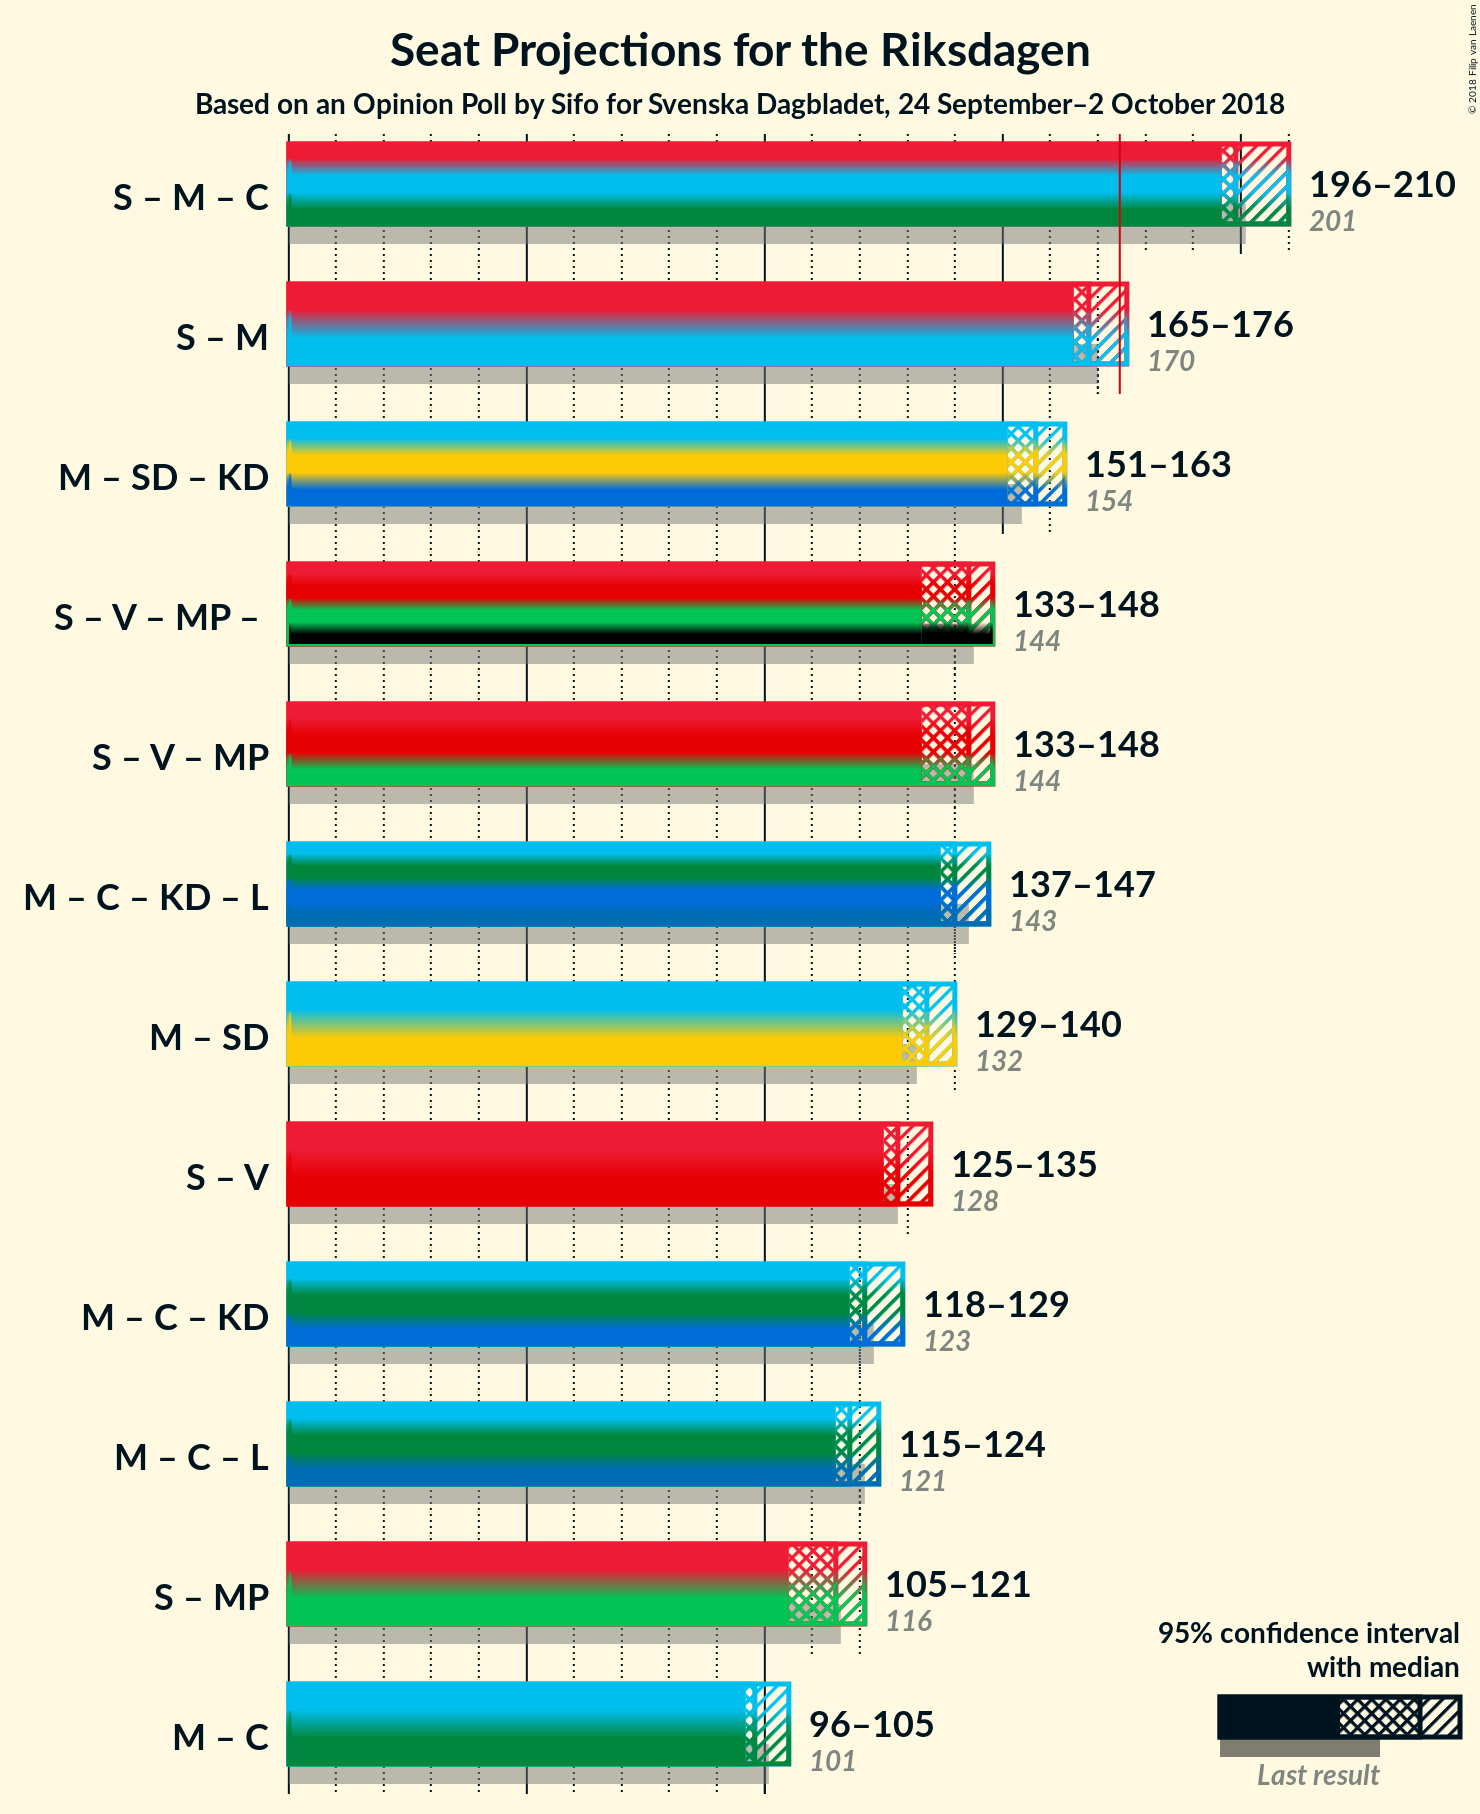 © 2018 Filip van Laenen
Seat Projections for the Riksdagen
Based on an Opinion Poll by Sifo for Svenska Dagbladet, 24 September–2 October 2018
S – M – C
196–210
201
S – M
165–176
170
M – SD – KD
151–163
154
S – V – MP –
133–148
144
S – V – MP
133–148
144
M – C – KD – L
137–147
143
M – SD
129–140
132
S – V
125–135
128
M – C – KD
118–129
123
M – C – L
115–124
121
S – MP
105–121
116
M – C
96–105
101
95% confidence interval
with median
Last result